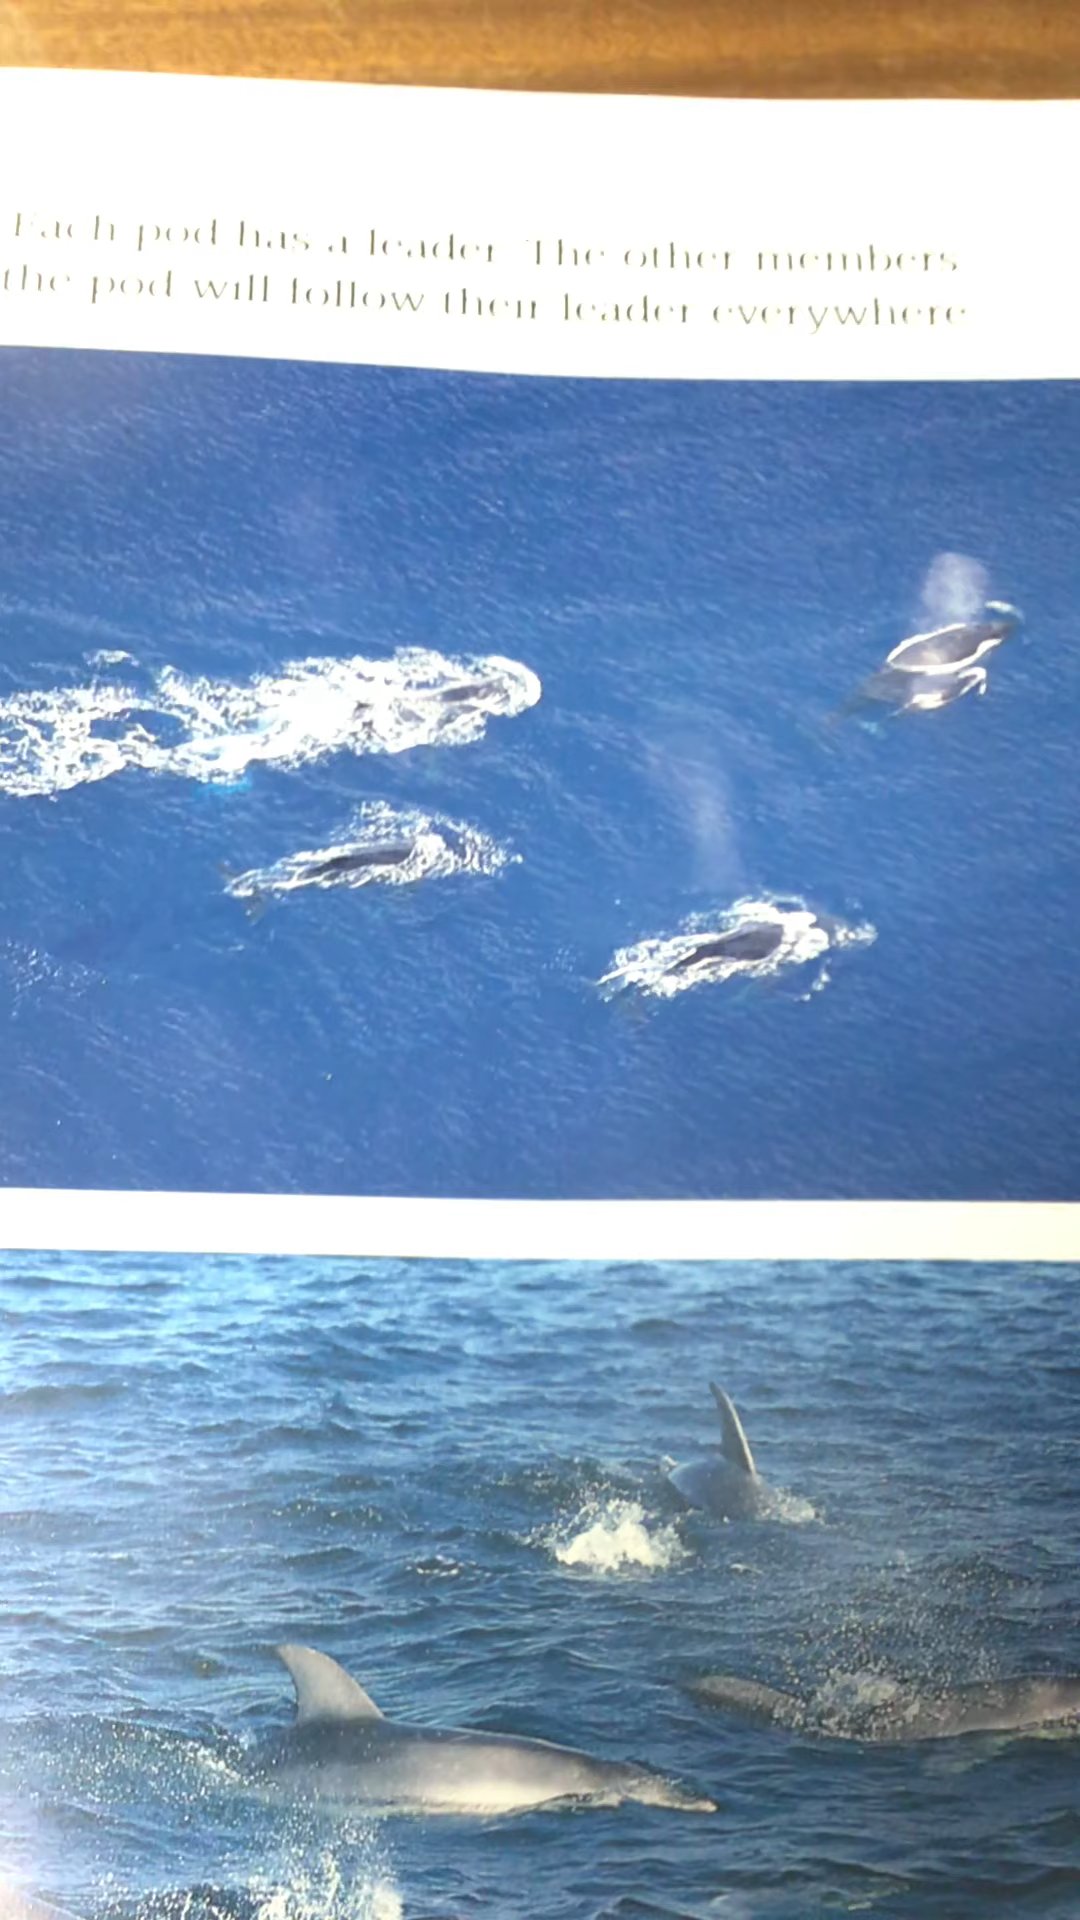 Each pod has a leader. The other members
the pod will follow their leader everywhere